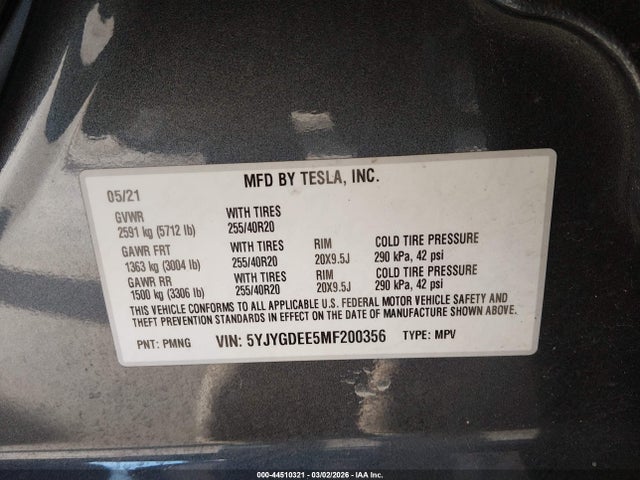 MFD BY TESLA, INC.
05/21
GVWR WITH TIRES
2591 kg (5712 lb) 255/40R20
GAWR FRT WITH TIRES RIM COLD TIRE PRESSURE
1363 kg (3004 lb) 255/40R20 20X9.5J 290 kPa, 42 psi
GAWR RR WITH TIRES RIM COLD TIRE PRESSURE
1500 kg (3306 lb) 255/40R20 20X9.5J 290 kPa, 42 psi
THIS VEHICLE CONFORMS TO ALL APPLICABLE U.S. FEDERAL MOTOR VEHICLE SAFETY AND
THEFT PREVENTION STANDARDS IN EFFECT ON THE DATE OF MANUFACTURE SHOWN ABOVE.
PNT: PMNG VIN: 5YJYGDEE5MF200356 TYPE: MPV
000-44510321 - 03/02/2026 - IAA Inc.